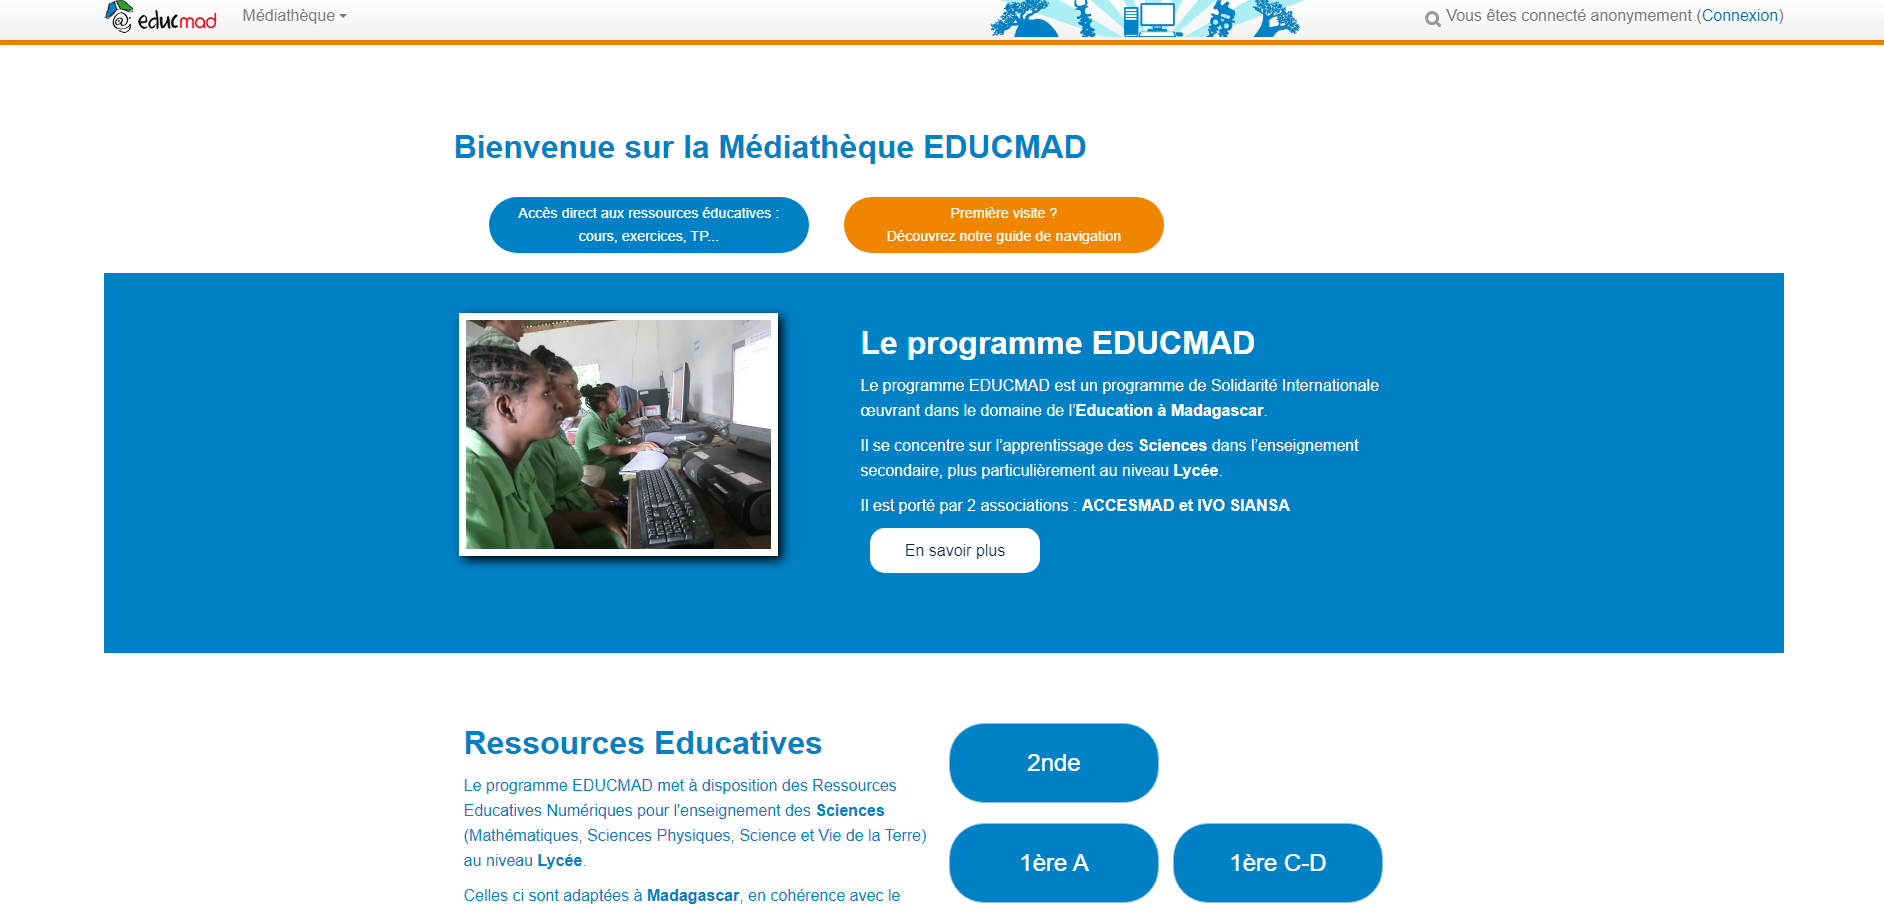 educmad
Médiathèque
Vous êtes connecté anonymement (Connexion)
Bienvenue sur la Médiathèque EDUCMAD
Accès direct aux ressources éducatives :
cours, exercices, TP...
Première visite ?
Découvrez notre guide de navigation
Le programme EDUCMAD
Le programme EDUCMAD est un programme de Solidarité Internationale
œuvrant dans le domaine de l’Education à Madagascar.
Il se concentre sur l’apprentissage des Sciences dans l’enseignement
secondaire, plus particulièrement au niveau Lycée.
Il est porté par 2 associations : ACCESMAD et IVO SIANSA
En savoir plus
Ressources Educatives
Le programme EDUCMAD met à disposition des Ressources
Educatives Numériques pour l'enseignement des Sciences
(Mathématiques, Sciences Physiques, Science et Vie de la Terre)
au niveau Lycée.
Celles ci sont adaptées à Madagascar, en cohérence avec le
2nde
1ère A
1ère C-D